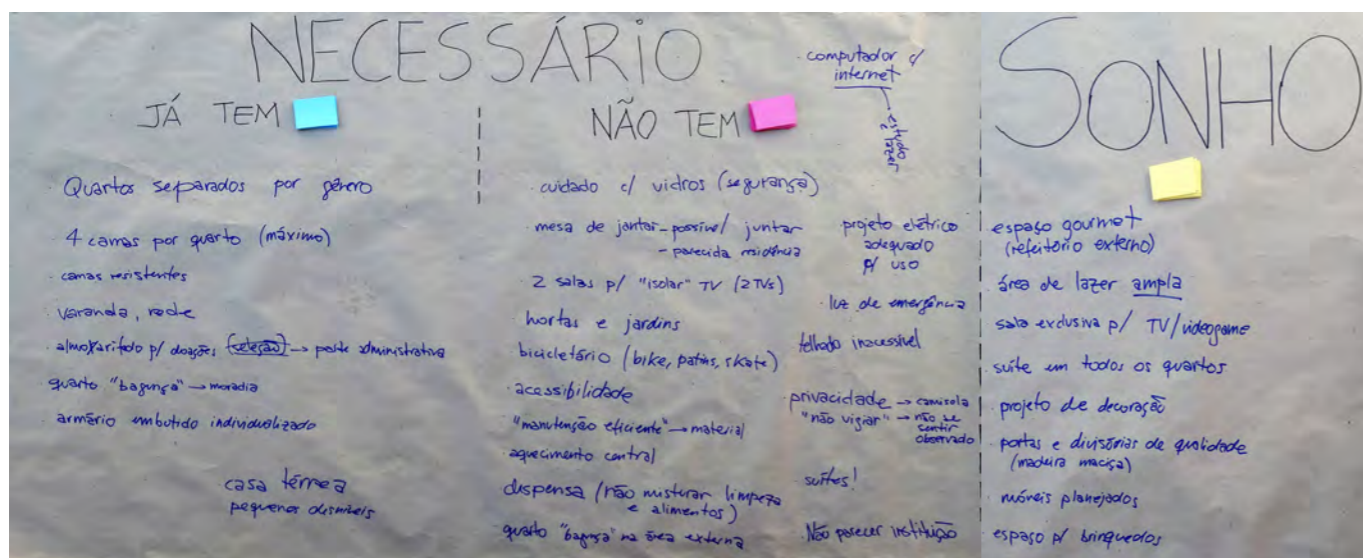 NECESSÁRIO
JÁ TEM
Quartos separados por gênero
4 camas por quarto (máximo)
camas resistentes
varanda, rede
almoxarifado p/ doações (seleção) → parte administrativa
quarto "bagunça" → moradia
armário embutido individualizado
casa térrea
pequenos desníveis
NÃO TEM
cuidado c/ vidros (segurança)
mesa de jantar - possível juntar
- parecida residência
2 salas p/ "isolar" TV (2 TVs)
hortas e jardins
bicicletário (bike, patins, skate)
acessibilidade
"manutenção eficiente" → material
aquecimento central
dispensa (não misturar limpeza
e alimentos)
quarto "bagunça" na área externa
computador c/
internet
estudo
e lazer
projeto elétrico
adequado
p/ uso
luz de emergência
telhado inacessível
privacidade → camisola
"não vigiar" → não se
sentir
observado
suítes!
Não parecer instituição
SONHO
espaço gourmet
(refeitório externo)
área de lazer ampla
sala exclusiva p/ TV/videogame
suíte em todos os quartos
projeto de decoração
portas e divisórias de qualidade
(madeira maciça)
móveis planejados
espaço p/ brinquedos